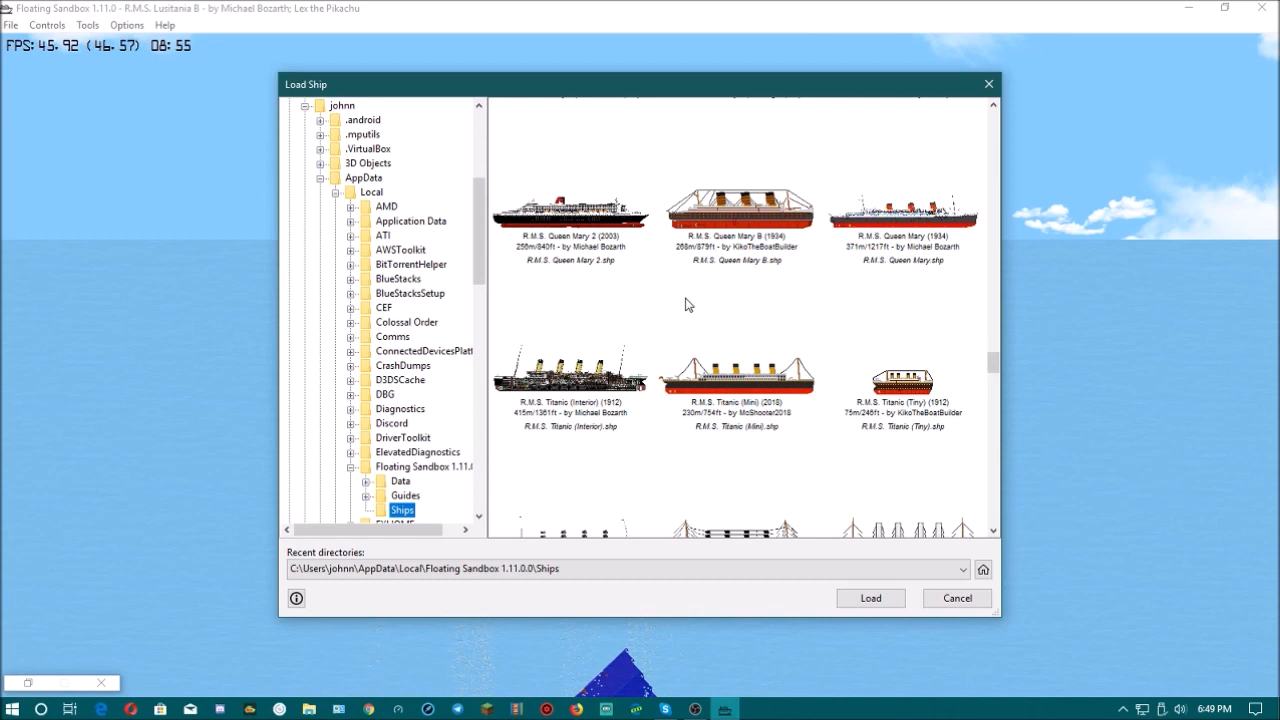 Floating Sandbox 1.11.0 - R.M.S. Lusitania B - by Michael Bozarth; Lex the Pikachu
File Controls Tools Options Help
FPS:45.92 (46.57) 08:55
Load Ship
johnn
.android
.mputils
.VirtualBox
3D Objects
AppData
Local
AMD
Application Data
ATI
AWSToolkit
BitTorrentHelper
BlueStacks
BlueStacksSetup
CEF
Colossal Order
Comms
ConnectedDevicesPlatf
CrashDumps
D3DSCache
DBG
Diagnostics
Discord
DriverToolkit
ElevatedDiagnostics
Floating Sandbox 1.11.
Data
Guides
Ships
R.M.S. Queen Mary 2 (2003)
256m/840ft - by Michael Bozarth
R.M.S. Queen Mary 2.shp
R.M.S. Queen Mary B (1934)
268m/879ft - by KikoTheBoatBuilder
R.M.S. Queen Mary B.shp
R.M.S. Queen Mary (1934)
371m/1217ft - by Michael Bozarth
R.M.S. Queen Mary.shp
R.M.S. Titanic (Interior) (1912)
415m/1361ft - by Michael Bozarth
R.M.S. Titanic (Interior).shp
R.M.S. Titanic (Mini) (2018)
230m/754ft - by McShooter2018
R.M.S. Titanic (Mini).shp
R.M.S. Titanic (Tiny) (1912)
75m/246ft - by KikoTheBoatBuilder
R.M.S. Titanic (Tiny).shp
Recent directories:
C:\Users\johnn\AppData\Local\Floating Sandbox 1.11.0.0\Ships
Load
Cancel
6:49 PM